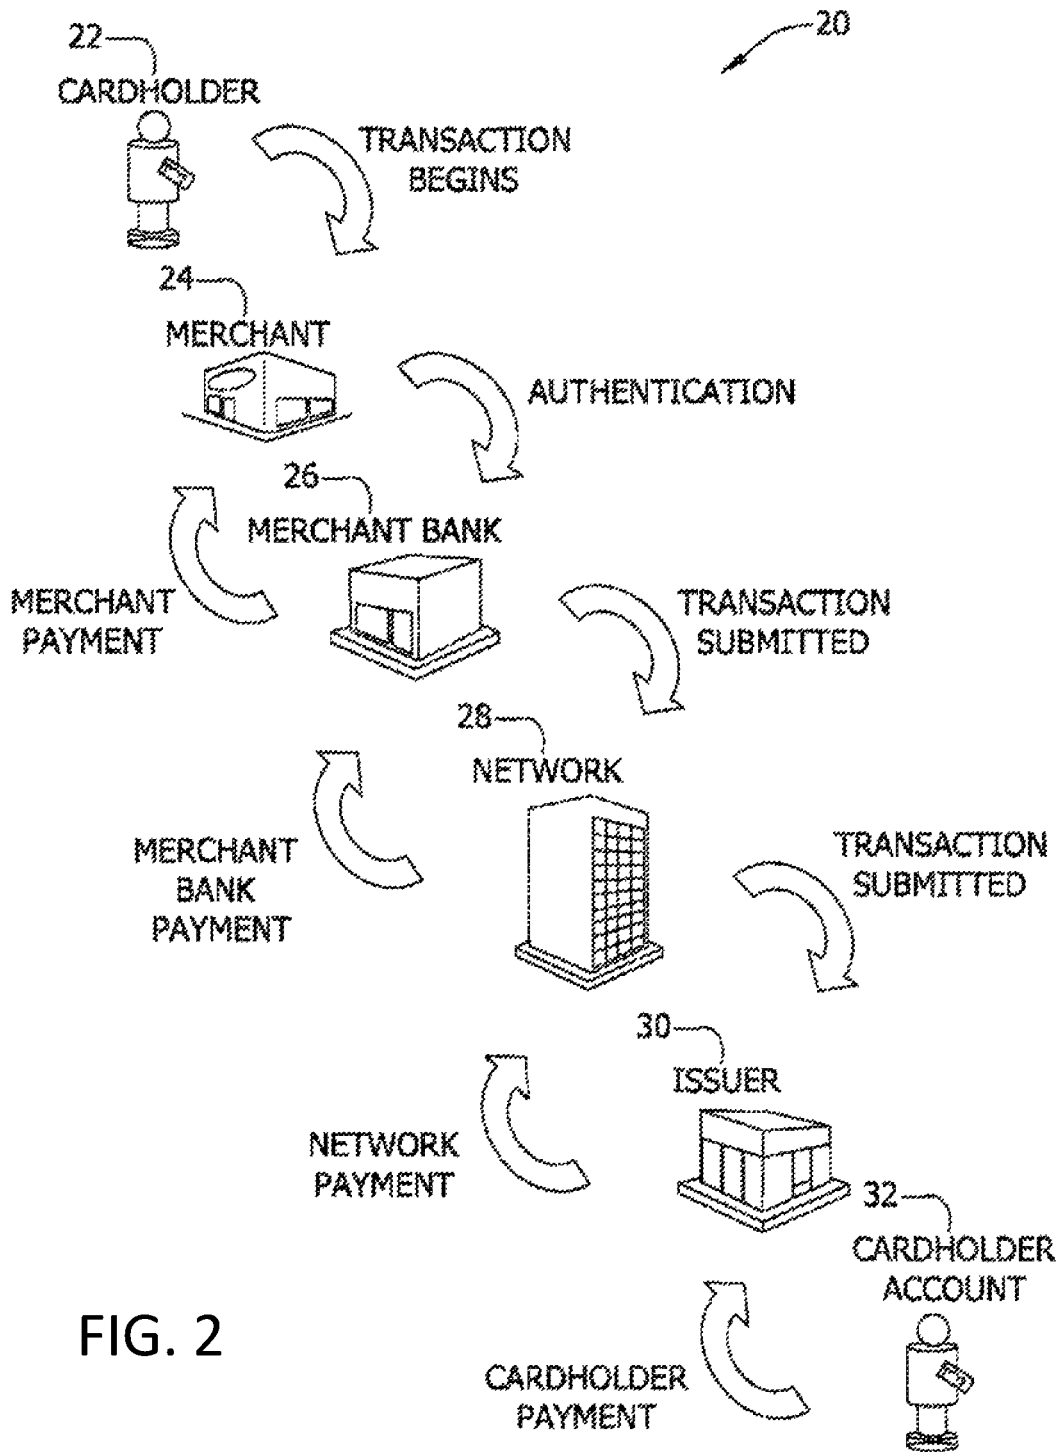 20
22
CARDHOLDER
TRANSACTION
BEGINS
24
MERCHANT
AUTHENTICATION
26
MERCHANT BANK
MERCHANT
PAYMENT
TRANSACTION
SUBMITTED
28
NETWORK
MERCHANT
BANK
PAYMENT
TRANSACTION
SUBMITTED
30
ISSUER
NETWORK
PAYMENT
32
CARDHOLDER
ACCOUNT
FIG. 2
CARDHOLDER
PAYMENT